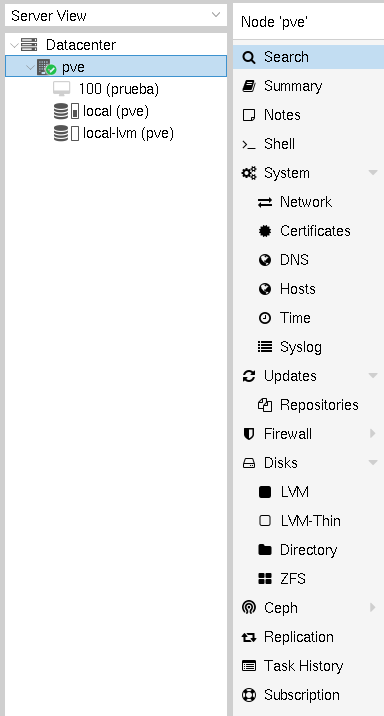 Server View
Datacenter
pve
100 (prueba)
local (pve)
local-lvm (pve)
Node 'pve'
Search
Summary
Notes
Shell
System
Network
Certificates
DNS
Hosts
Time
Syslog
Updates
Repositories
Firewall
Disks
LVM
LVM-Thin
Directory
ZFS
Ceph
Replication
Task History
Subscription